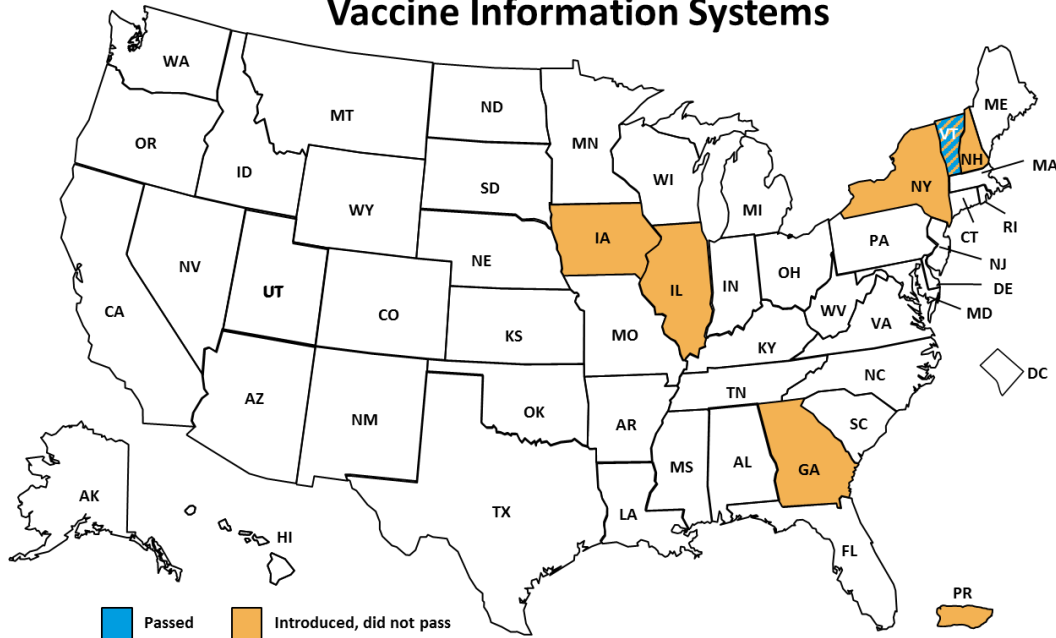 Vaccine Information Systems
WA
OR
CA
NV
ID
MT
WY
UT
AZ
CO
NM
ND
SD
NE
KS
OK
TX
MN
IA
MO
AR
LA
WI
IL
MI
IN
OH
KY
TN
MS
AL
GA
FL
SC
NC
VA
WV
PA
NY
VT
NH
ME
MA
RI
CT
NJ
DE
MD
DC
AK
HI
PR
Passed
Introduced, did not pass